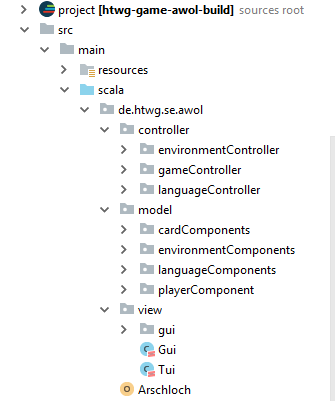 project [htwg-game-awol-build] sources root
src
main
resources
scala
de.htwg.se.awol
controller
environmentController
gameController
languageController
model
cardComponents
environmentComponents
languageComponents
playerComponent
view
gui
Gui
Tui
Arschloch